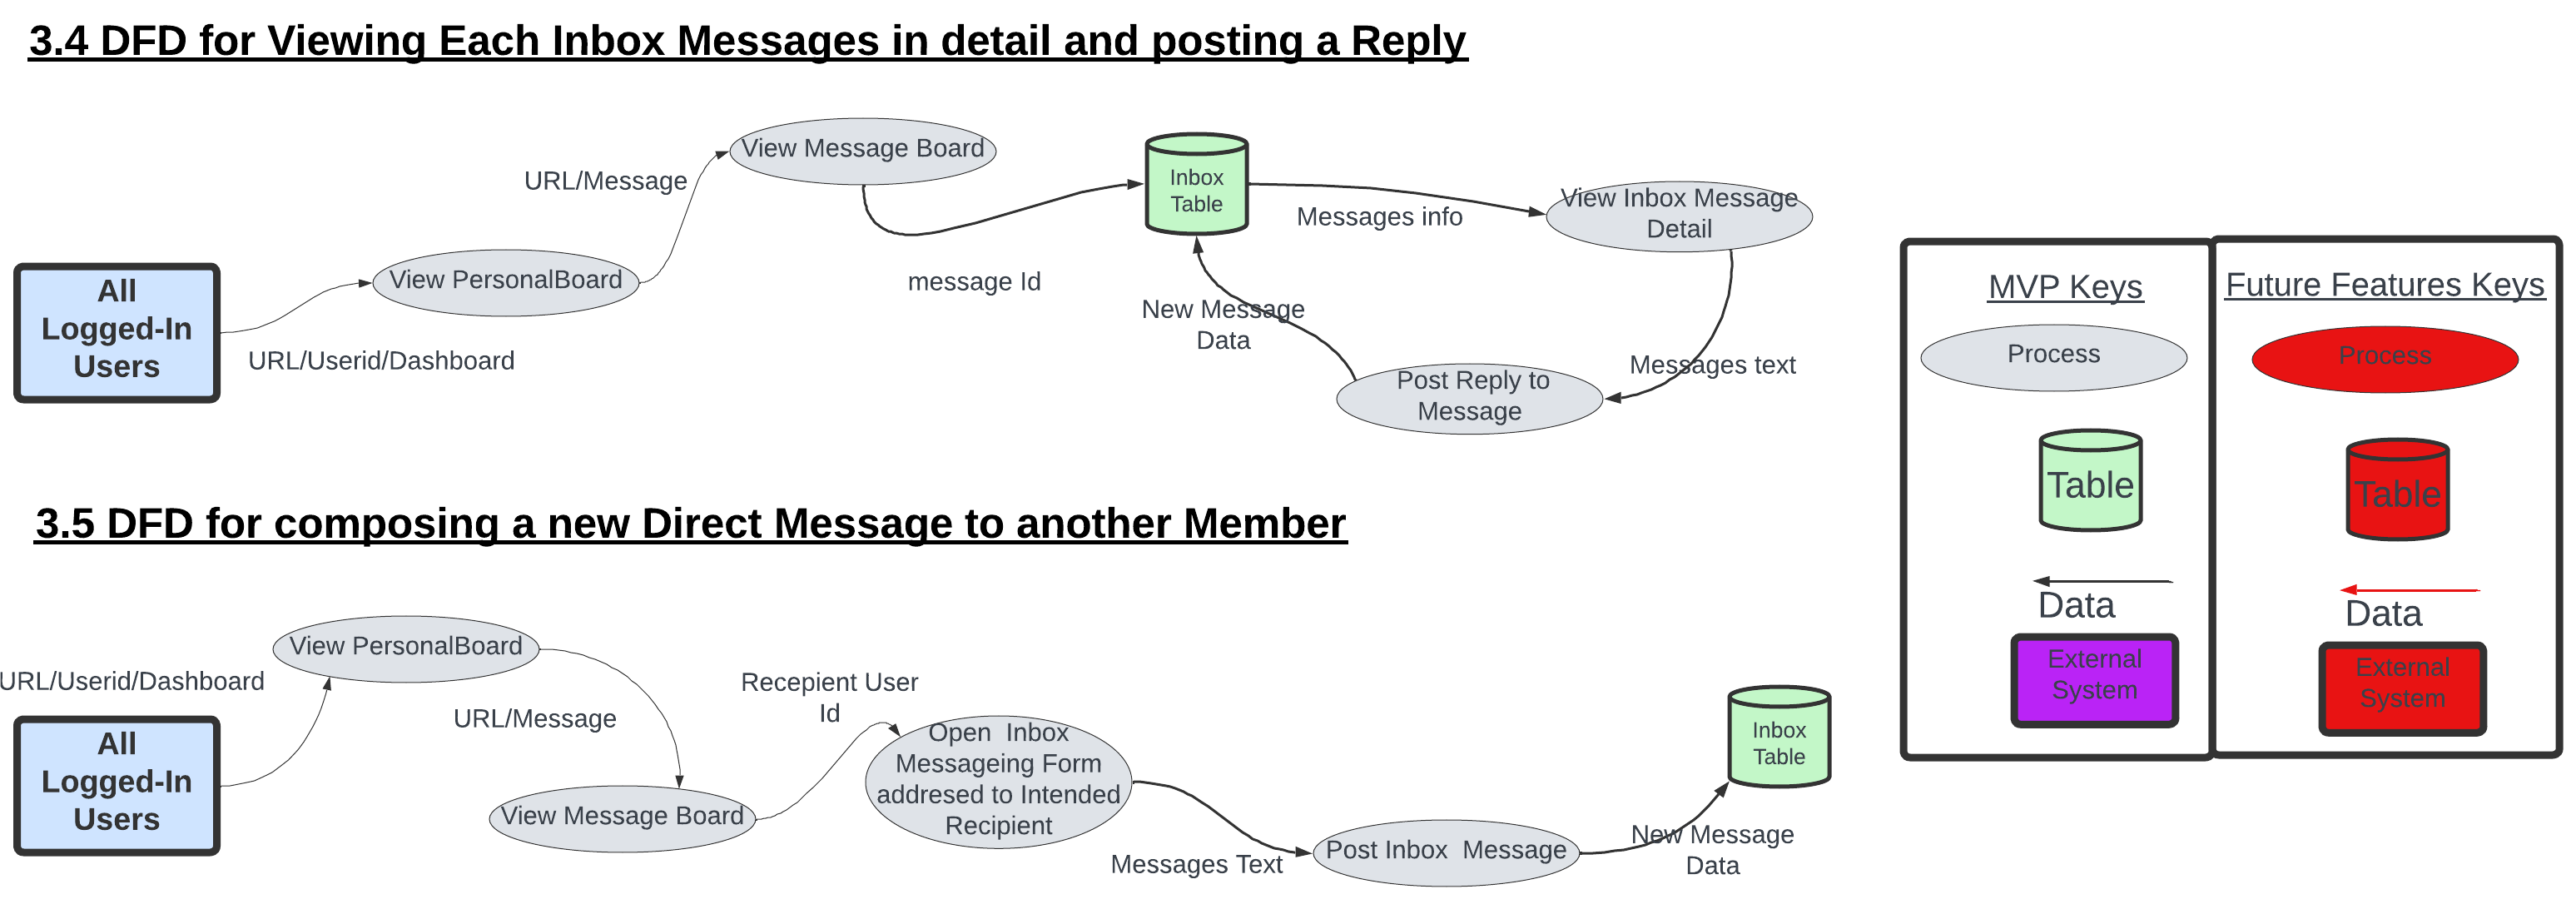 3.4 DFD for Viewing Each Inbox Messages in detail and posting a Reply
View Message Board
URL/Message
Inbox
Table
Messages info
View Inbox Message
Detail
All
Logged-In
Users
View PersonalBoard
URL/Userid/Dashboard
message Id
New Message
Data
Post Reply to
Message
Messages text
MVP Keys
Process
Table
Data
External
System
Future Features Keys
Process
Table
Data
External
System
3.5 DFD for composing a new Direct Message to another Member
URL/Userid/Dashboard
View PersonalBoard
All
Logged-In
Users
URL/Message
View Message Board
Recepient User
Id
Open  Inbox
Messageing Form
addresed to Intended
Recipient
Messages Text
Post Inbox  Message
New Message
Data
Inbox
Table